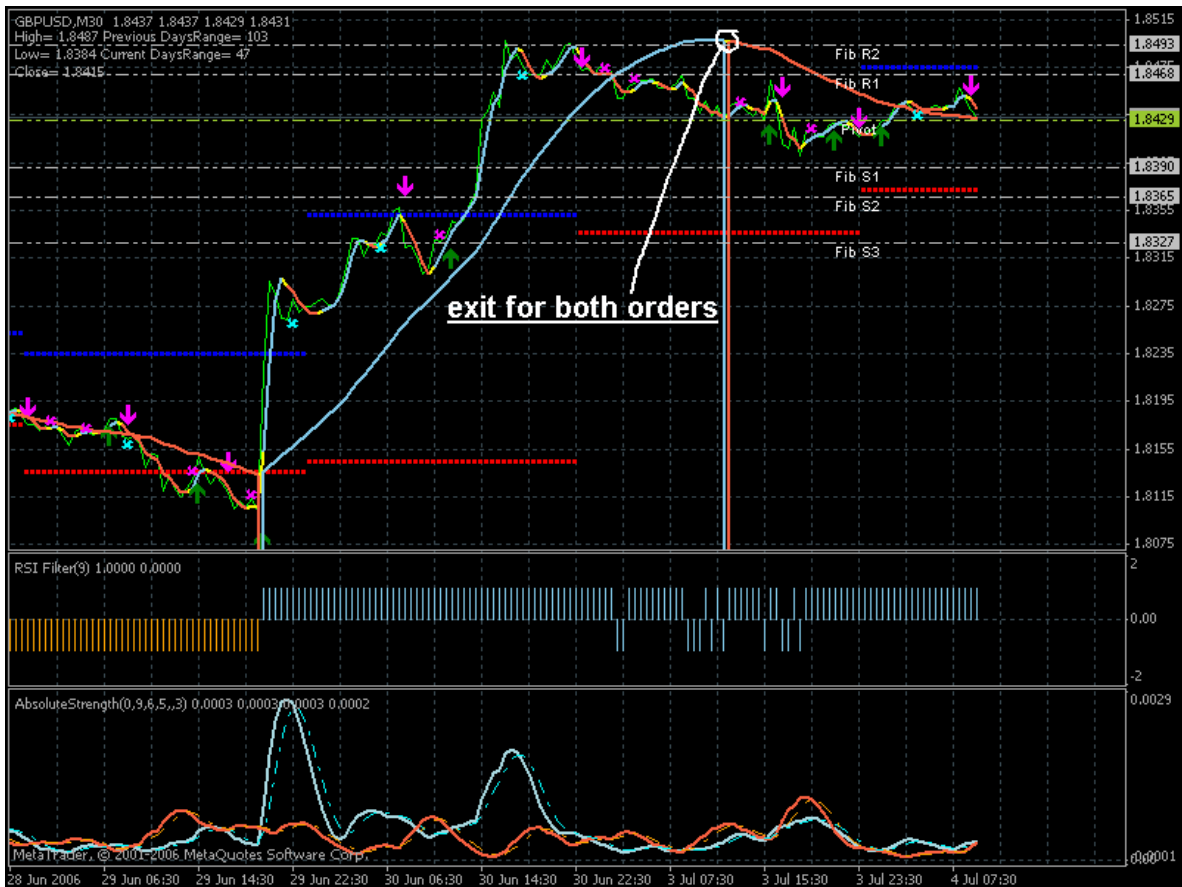 GBPUSD,M30 1.8437 1.8437 1.8429 1.8431
High= 1.8487 Previous DaysRange= 103
Low= 1.8384 Current DaysRange= 47
Close= 1.8415
1.8515
1.8493
Fib R2
1.8468
Fib R1
1.8429
Pivot
1.8390
Fib S1
1.8365
Fib S2
1.8355
1.8327
Fib S3
1.8315
exit for both orders
1.8275
1.8235
1.8195
1.8155
1.8115
1.8075
RSI Filter(9) 1.0000 0.0000
2
0.00
-2
AbsoluteStrength(0,9,6,5,,3) 0.0003 0.0003 0.0003 0.0002
0.0029
MetaTrader, © 2001-2006 MetaQuotes Software Corp.
28 Jun 2006
29 Jun 06:30
29 Jun 14:30
29 Jun 22:30
30 Jun 06:30
30 Jun 14:30
30 Jun 22:30
3 Jul 07:30
3 Jul 15:30
3 Jul 23:30
4 Jul 07:30